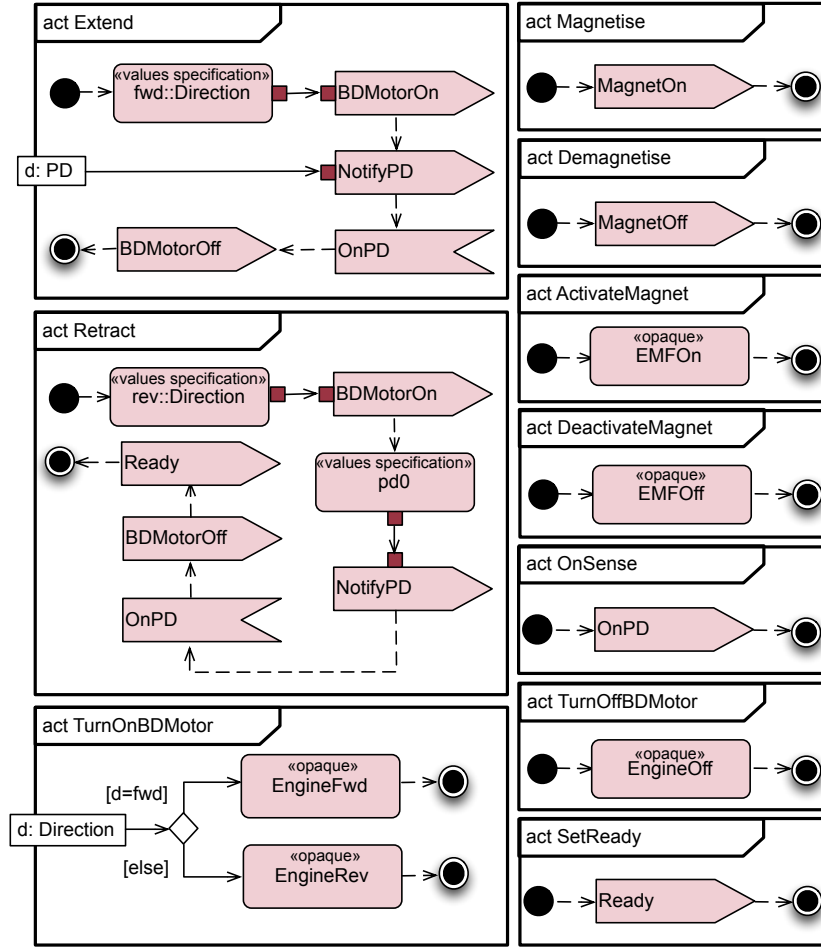 act Extend
«values specification»
fwd::Direction
BDMotorOn
d: PD
NotifyPD
BDMotorOff
OnPD
act Retract
«values specification»
rev::Direction
BDMotorOn
Ready
«values specification»
pd0
BDMotorOff
NotifyPD
OnPD
act TurnOnBDMotor
[d=fwd]
«opaque»
EngineFwd
d: Direction
[else]
«opaque»
EngineRev
act Magnetise
MagnetOn
act Demagnetise
MagnetOff
act ActivateMagnet
«opaque»
EMFOn
act DeactivateMagnet
«opaque»
EMFOff
act OnSense
OnPD
act TurnOffBDMotor
«opaque»
EngineOff
act SetReady
Ready